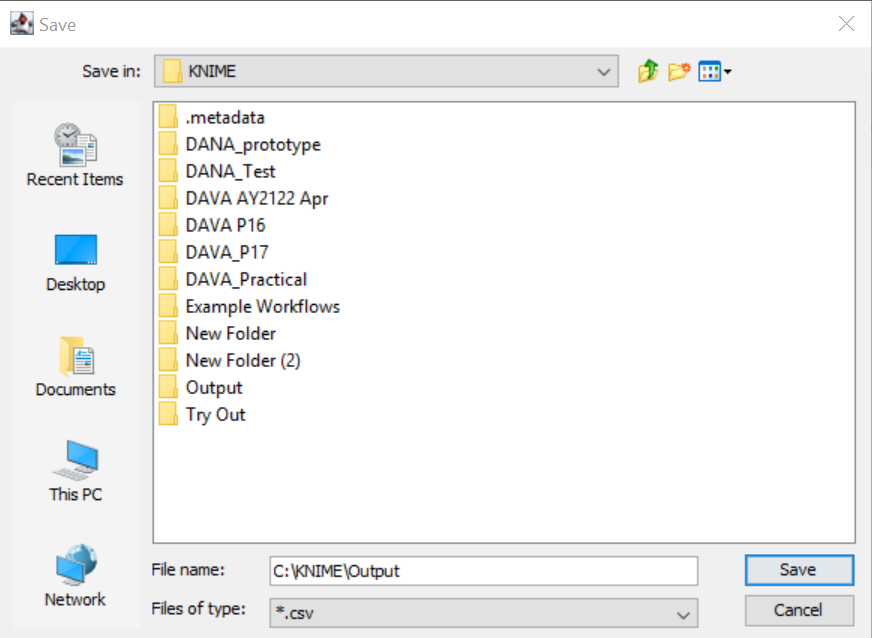 Save
Save in:
KNIME
Recent Items
Desktop
Documents
This PC
Network
.metadata
DANA_prototype
DANA_Test
DAVA AY2122 Apr
DAVA P16
DAVA_P17
DAVA_Practical
Example Workflows
New Folder
New Folder (2)
Output
Try Out
File name:
C:\KNIME\Output
Save
Files of type:
*.csv
Cancel